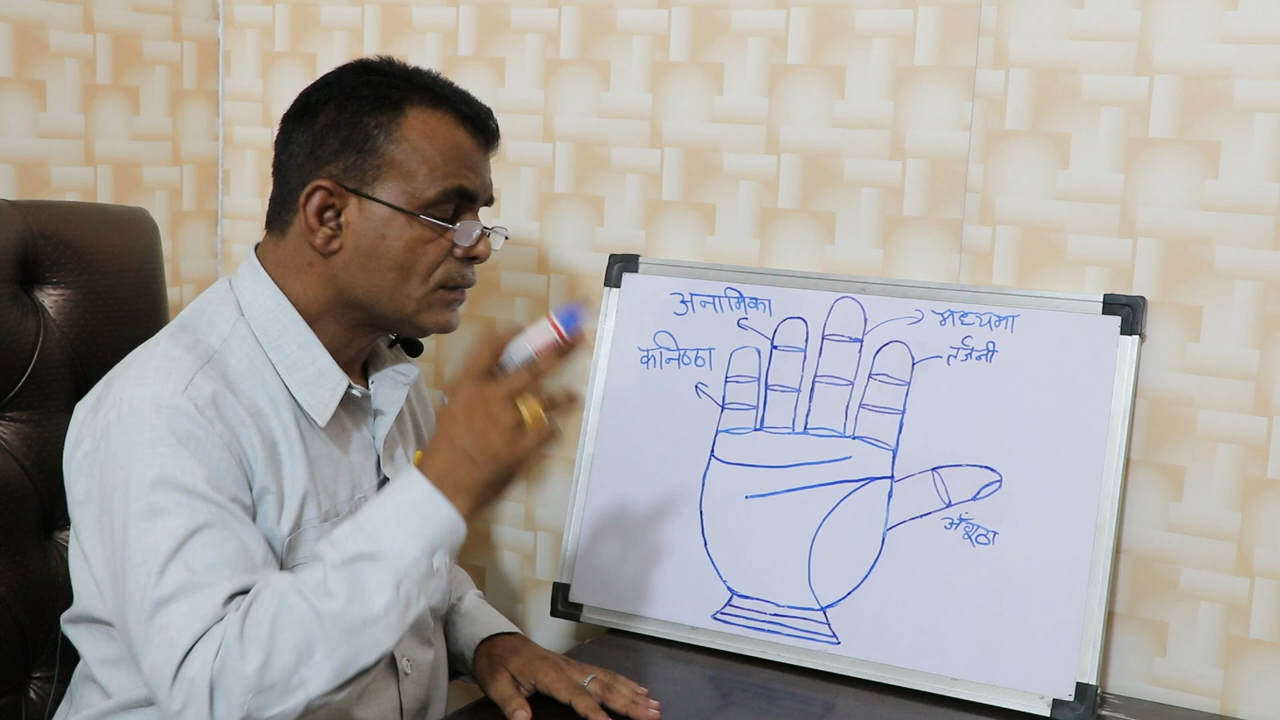 अनामिका
मध्यमा
कनिष्ठा
तर्जनी
अँगूठा